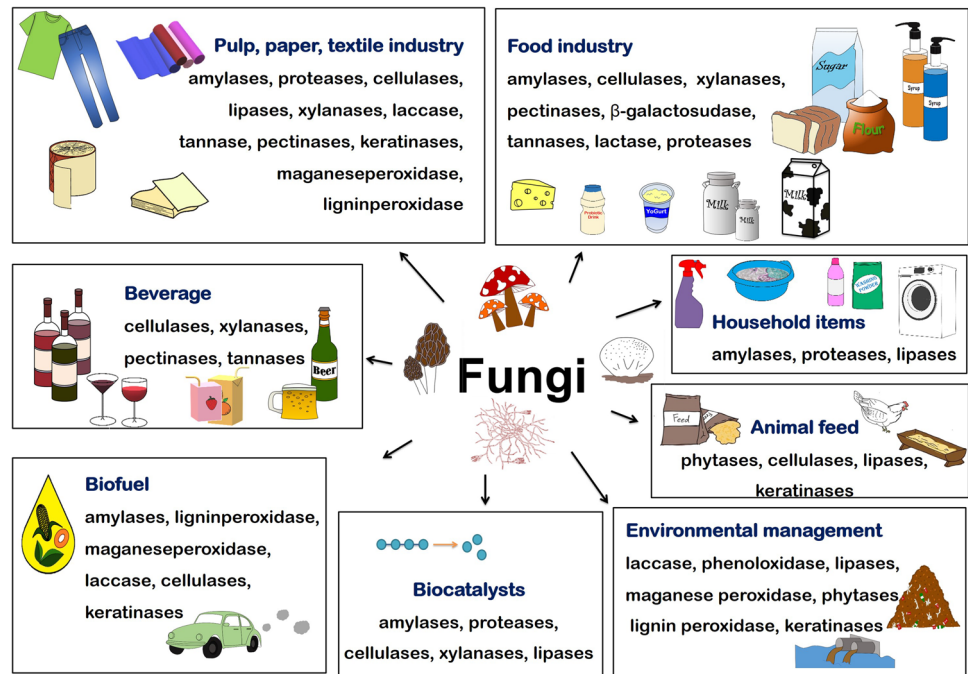 Pulp, paper, textile industry
amylases, proteases, cellulases,
lipases, xylanases, laccase,
tannase, pectinases, keratinases,
maganeseperoxidase,
ligninperoxidase
Food industry
amylases, cellulases, xylanases,
pectinases, β-galactosudase,
tannases, lactase, proteases
Sugar
Syrup
Syrup
Flour
Probiotic
Drink
YoGurt
Milk
Milk
Milk
Beverage
cellulases, xylanases,
pectinases, tannases
Beer
Fungi
WASHING
POWDER
Household items
amylases, proteases, lipases
Feed
Animal feed
phytases, cellulases, lipases,
keratinases
Biofuel
amylases, ligninperoxidase,
maganeseperoxidase,
laccase, cellulases,
keratinases
Biocatalysts
amylases, proteases,
cellulases, xylanases, lipases
Environmental management
laccase, phenoloxidase, lipases,
maganese peroxidase, phytases
lignin peroxidase, keratinases